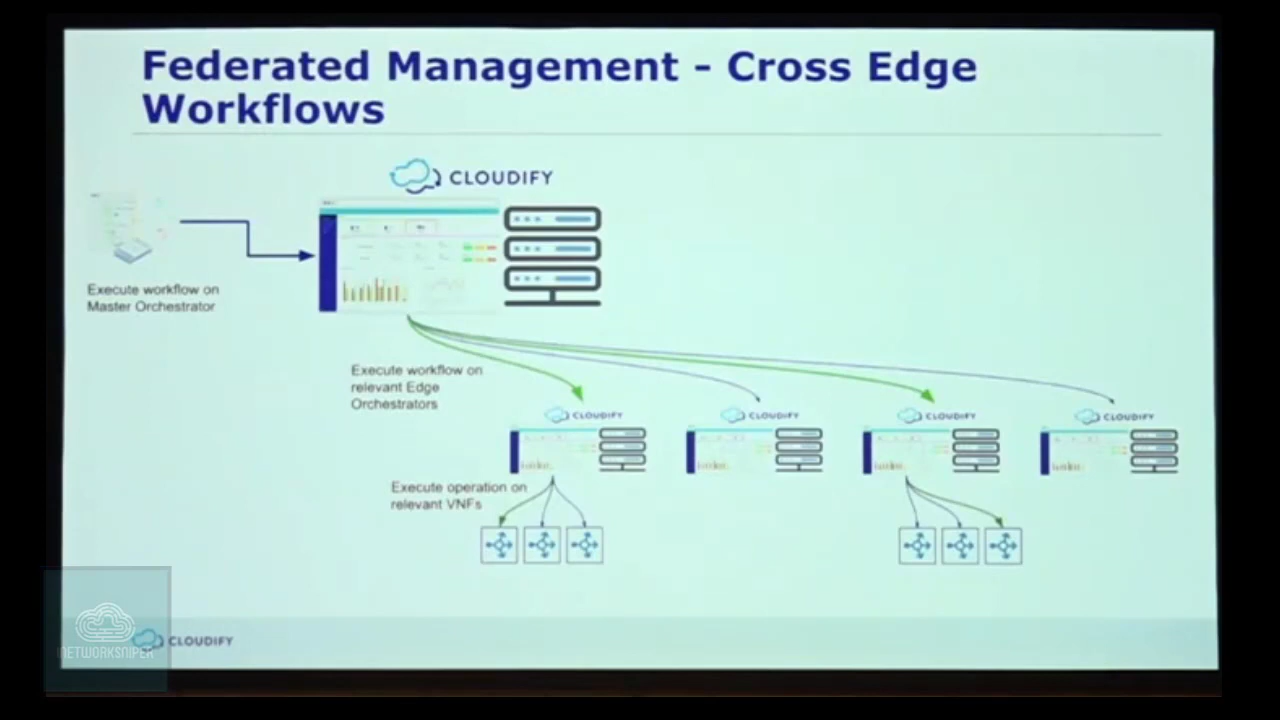 Federated Management - Cross Edge
Workflows
CLOUDIFY
Execute workflow on
Master Orchestrator
Execute workflow on
relevant Edge
Orchestrators
CLOUDIFY
CLOUDIFY
CLOUDIFY
CLOUDIFY
Execute operation on
relevant VNFs
CLOUDIFY
NETWORKSNIPER